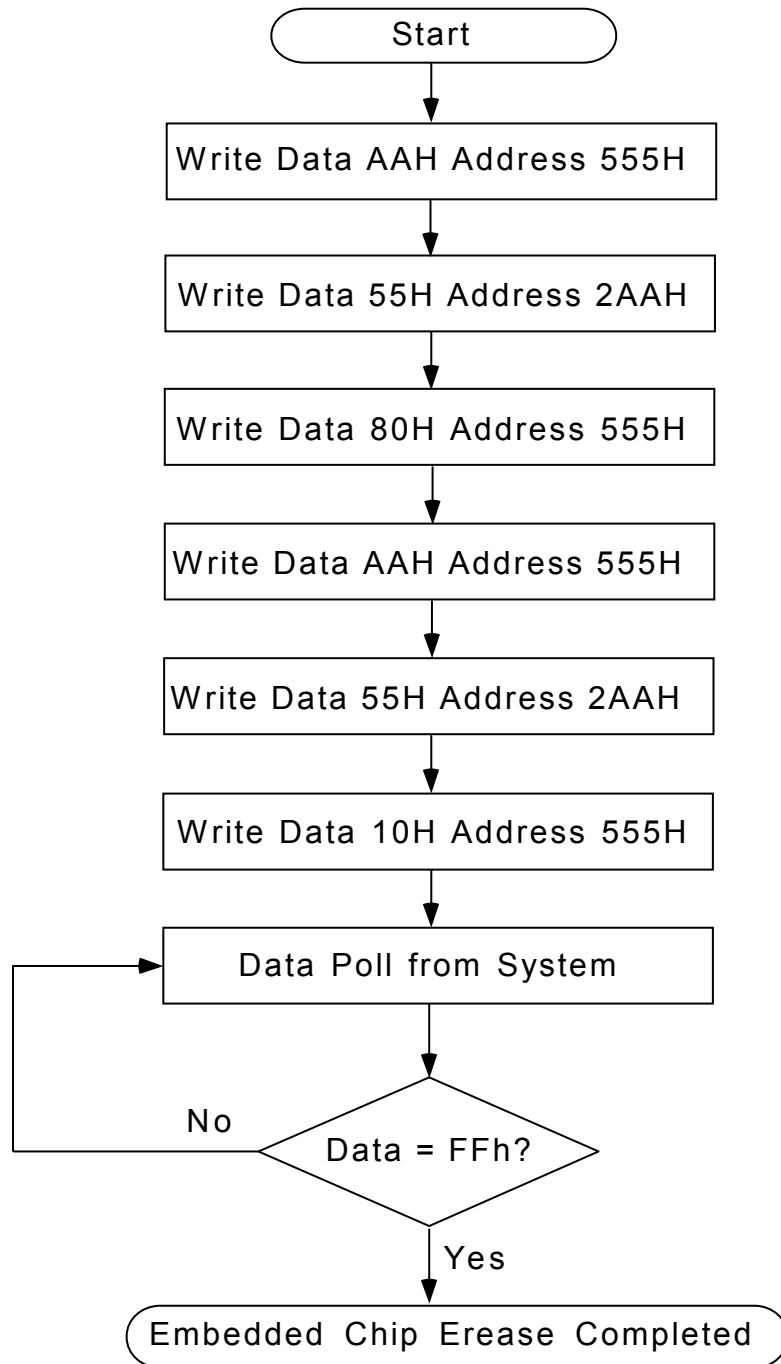 Start
Write Data AAH Address 555H
Write Data 55H Address 2AAH
Write Data 80H Address 555H
Write Data AAH Address 555H
Write Data 55H Address 2AAH
Write Data 10H Address 555H
Data Poll from System
No
Data = FFh?
Yes
Embedded Chip Erease Completed